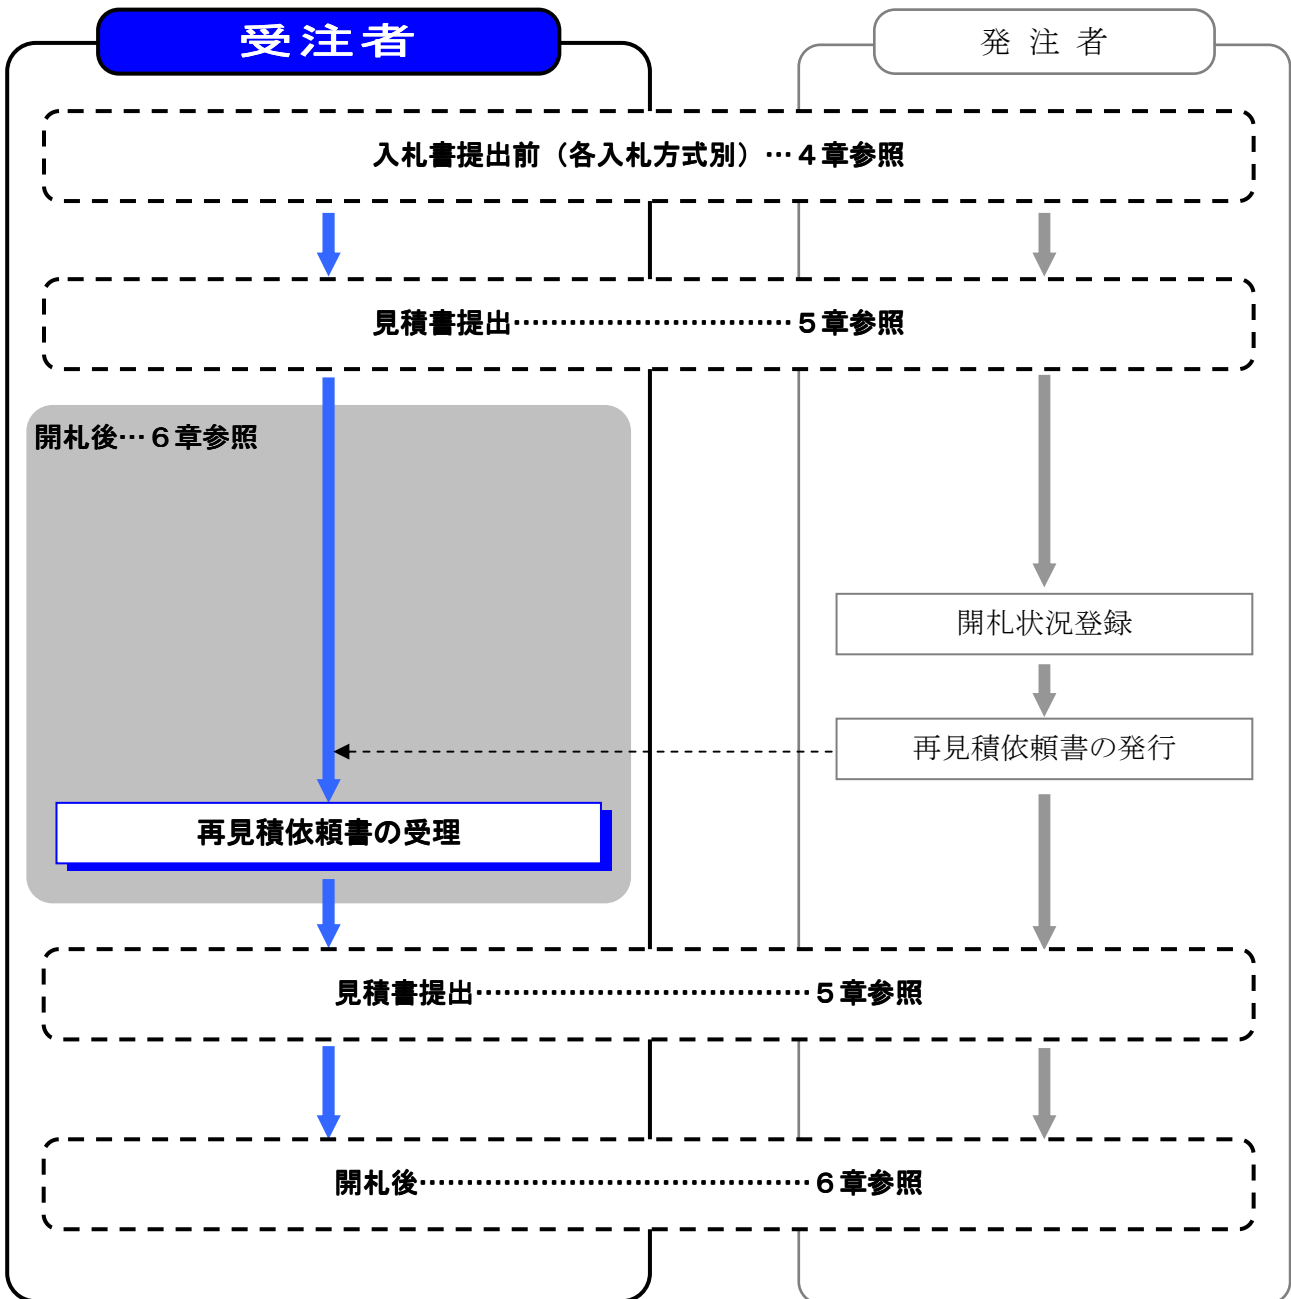 受注者
発 注 者
入札書提出前（各入札方式別）…４章参照
見積書提出…………………………５章参照
開札後…６章参照
開札状況登録
再見積依頼書の発行
再見積依頼書の受理
見積書提出………………………………５章参照
開札後……………………………………６章参照